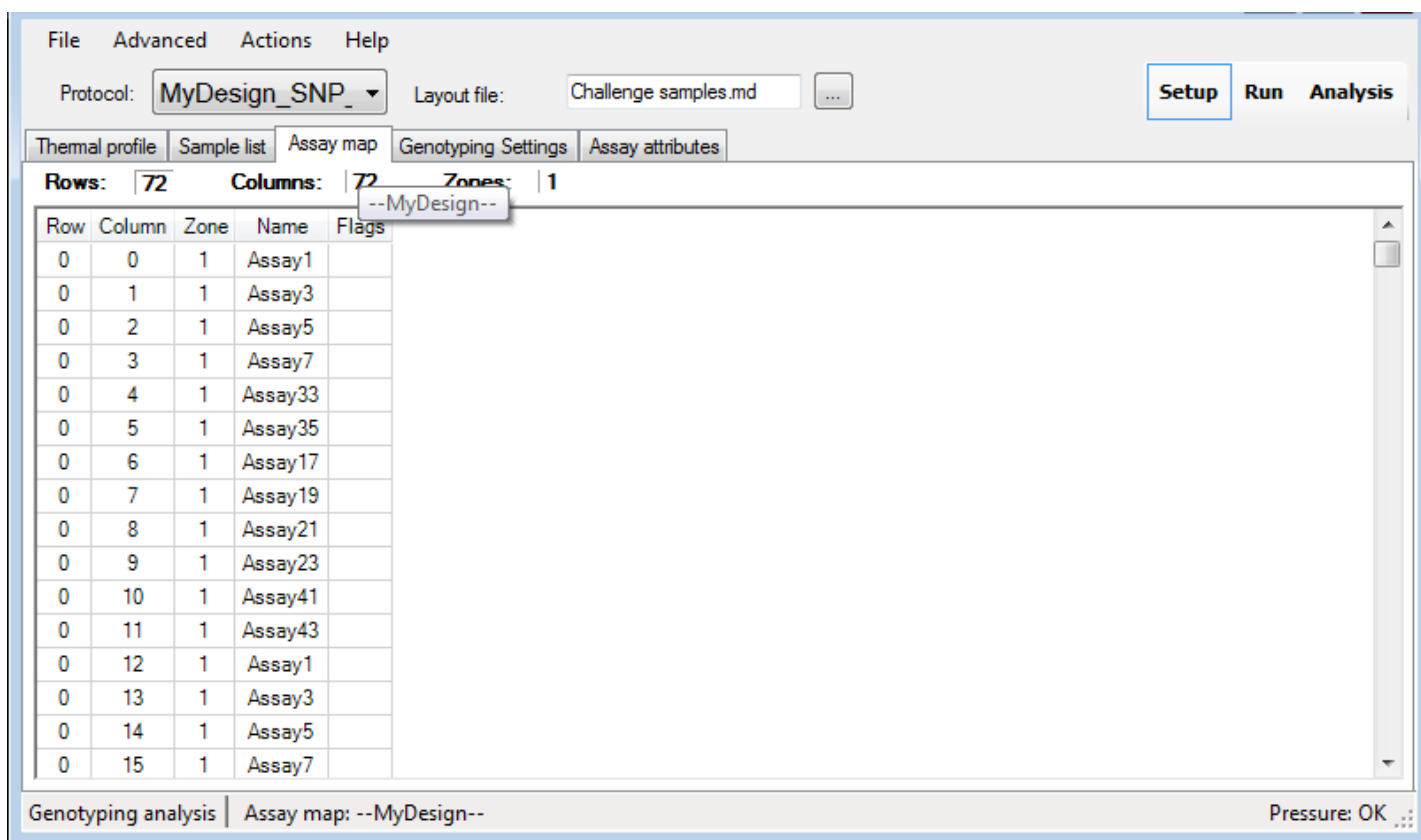 File Advanced Actions Help
Protocol: MyDesign_SNP_ Layout file: Challenge samples.md ... Setup Run Analysis
Thermal profile Sample list Assay map Genotyping Settings Assay attributes
Rows: 72 Columns: 72 Zones: 1
--MyDesign--
Row Column Zone Name Flags
0 0 1 Assay1
0 1 1 Assay3
0 2 1 Assay5
0 3 1 Assay7
0 4 1 Assay33
0 5 1 Assay35
0 6 1 Assay17
0 7 1 Assay19
0 8 1 Assay21
0 9 1 Assay23
0 10 1 Assay41
0 11 1 Assay43
0 12 1 Assay1
0 13 1 Assay3
0 14 1 Assay5
0 15 1 Assay7
Genotyping analysis Assay map: --MyDesign-- Pressure: OK